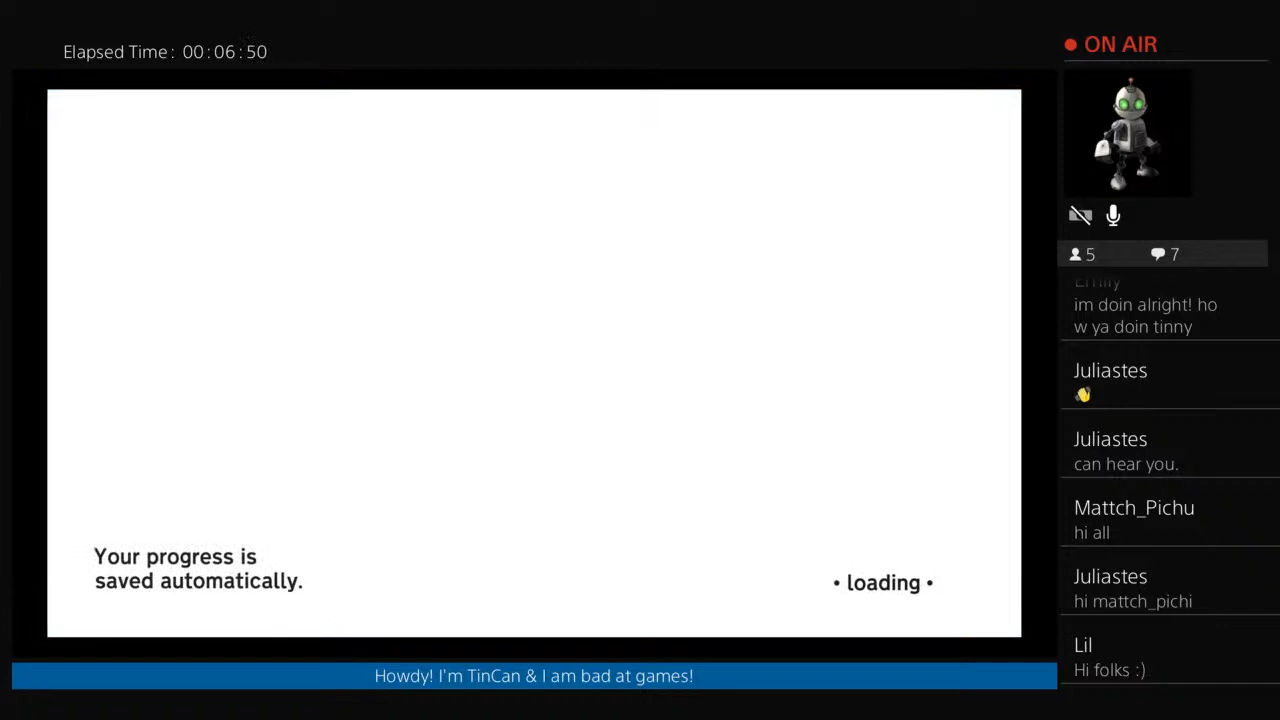 Elapsed Time: 00:06:50
ON AIR
5 7
Emily
im doin alright! ho
w ya doin tinny
Juliastes
Juliastes
can hear you.
Mattch_Pichu
hi all
Juliastes
hi mattch_pichi
Lil
Hi folks :)
Your progress is
saved automatically.
• loading •
Howdy! I'm TinCan & I am bad at games!